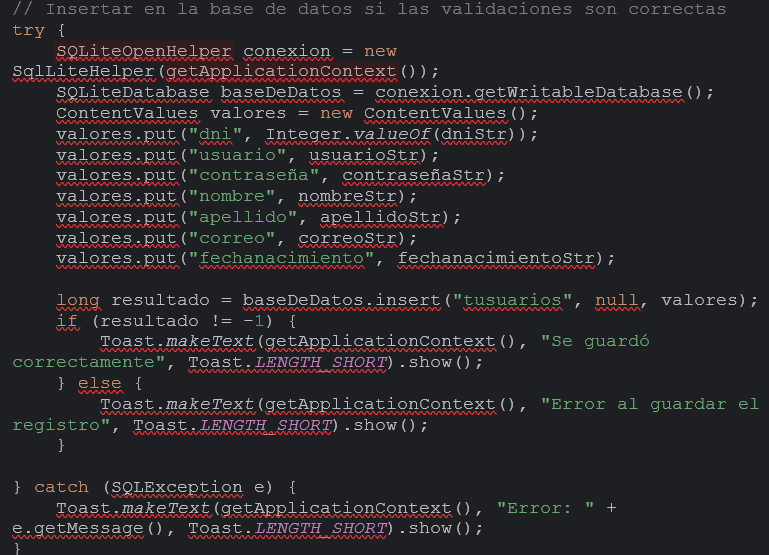 // Insertar en la base de datos si las validaciones son correctas
try {
    SQLiteOpenHelper conexion = new
SqlLiteHelper(getApplicationContext());
    SQLiteDatabase baseDeDatos = conexion.getWritableDatabase();
    ContentValues valores = new ContentValues();
    valores.put("dni", Integer.valueOf(dniStr));
    valores.put("usuario", usuarioStr);
    valores.put("contraseña", contraseñaStr);
    valores.put("nombre", nombreStr);
    valores.put("apellido", apellidoStr);
    valores.put("correo", correoStr);
    valores.put("fechanacimiento", fechanacimientoStr);

    long resultado = baseDeDatos.insert("tusuarios", null, valores);
    if (resultado != -1) {
        Toast.makeText(getApplicationContext(), "Se guardó
correctamente", Toast.LENGTH_SHORT).show();
    } else {
        Toast.makeText(getApplicationContext(), "Error al guardar el
registro", Toast.LENGTH_SHORT).show();
    }

} catch (SQLException e) {
    Toast.makeText(getApplicationContext(), "Error: " +
e.getMessage(), Toast.LENGTH_SHORT).show();
}